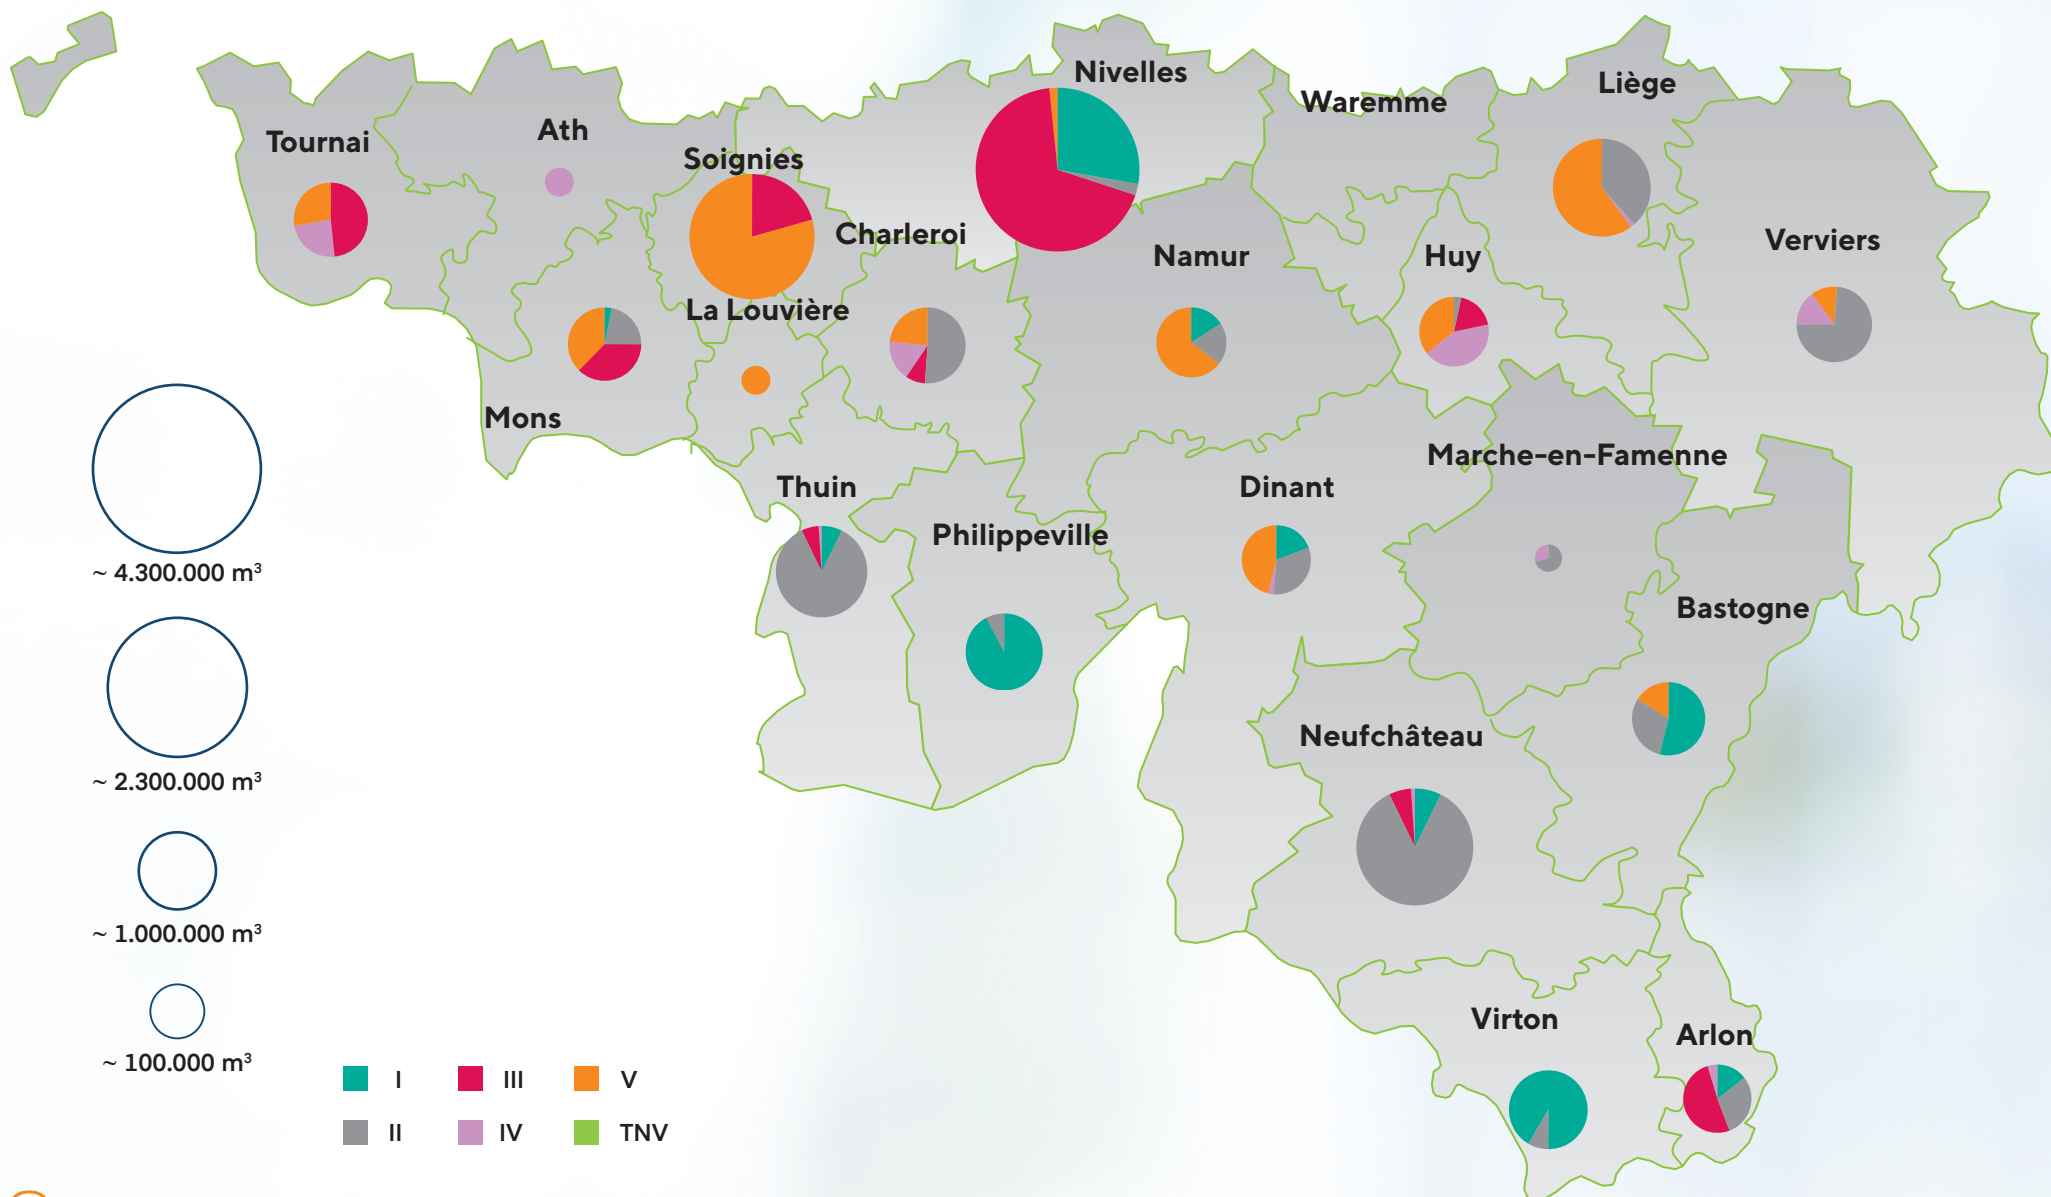 Nivelles
Liège
Waremme
Ath
Tournai
Soignies
Charleroi
Verviers
Namur
Huy
La Louvière
Mons
Marche-en-Famenne
Thuin
Dinant
Philippeville
Bastogne
Neufchâteau
Virton
Arlon
~ 4.300.000 m³
~ 2.300.000 m³
~ 1.000.000 m³
~ 100.000 m³
I III V
II IV TNV